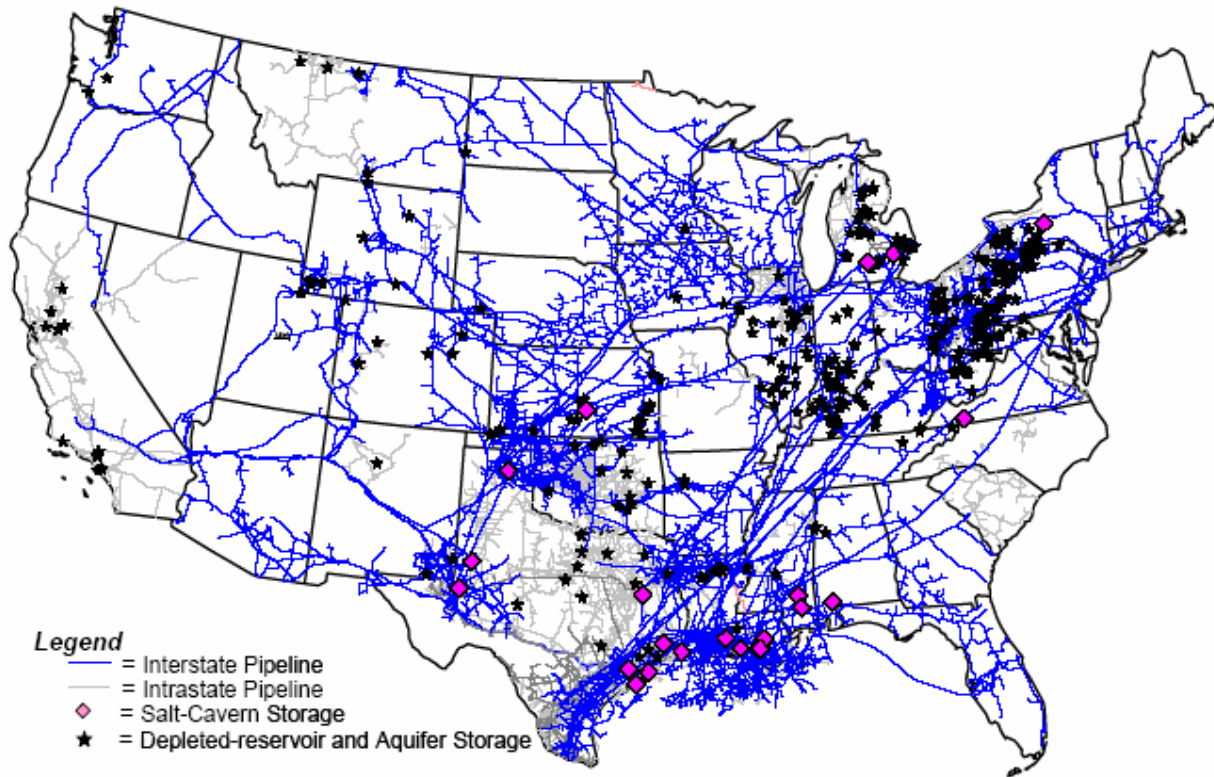 Legend
= Interstate Pipeline
= Intrastate Pipeline
= Salt-Cavern Storage
= Depleted-reservoir and Aquifer Storage